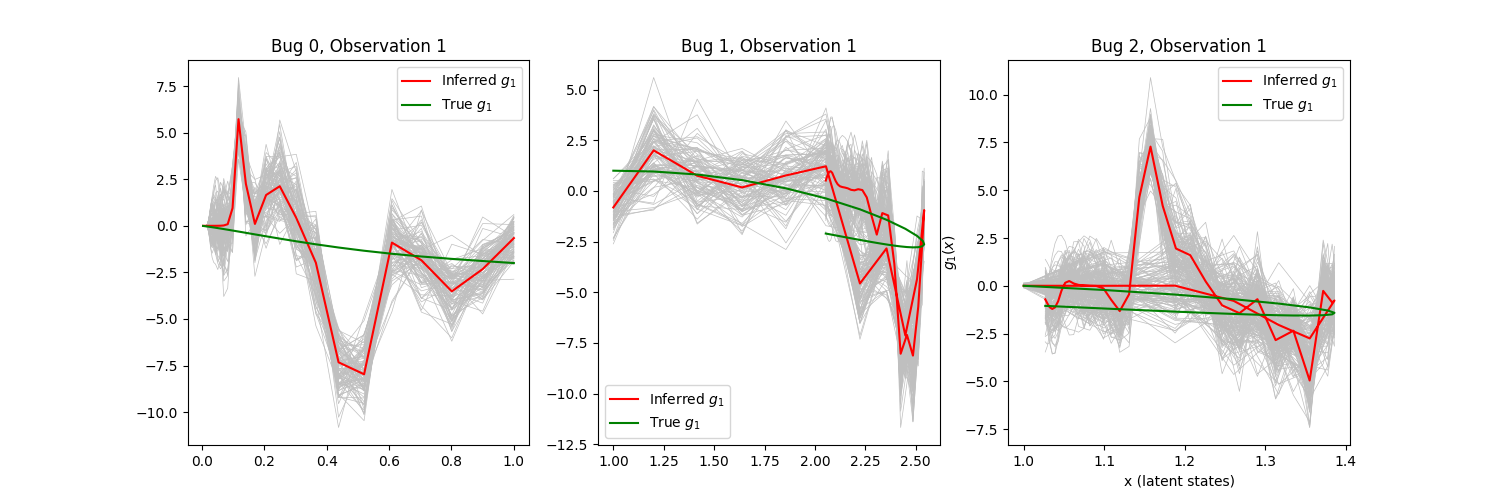 Bug 0, Observation 1
7.5
5.0
2.5
0.0
−2.5
−5.0
−7.5
−10.0
0.0 0.2 0.4 0.6 0.8 1.0
Inferred g₁
True g₁
Bug 1, Observation 1
5.0
2.5
0.0
−2.5
−5.0
−7.5
−10.0
−12.5
1.00 1.25 1.50 1.75 2.00 2.25 2.50
Inferred g₁
True g₁
Bug 2, Observation 1
g₁(x)
10.0
7.5
5.0
2.5
0.0
−2.5
−5.0
−7.5
1.0 1.1 1.2 1.3 1.4
x (latent states)
Inferred g₁
True g₁